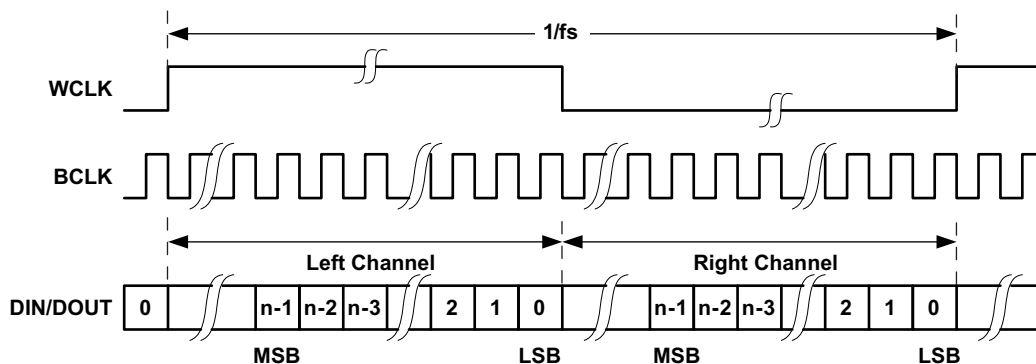 1/fs
WCLK
BCLK
Left Channel Right Channel
DIN/DOUT 0 n-1 n-2 n-3 2 1 0 n-1 n-2 n-3 2 1 0
MSB LSB MSB LSB